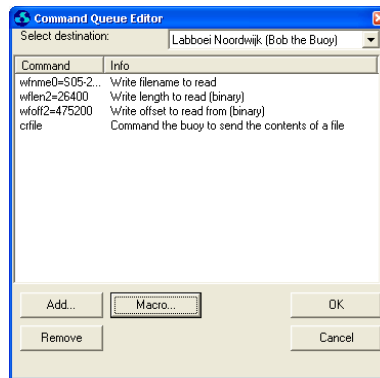 Command Queue Editor
Select destination: Labboei Noordwijk (Bob the Buoy)
Command Info
wfnme0=S05-2... Write filename to read
wflen2=26400 Write length to read (binary)
wfoff2=475200 Write offset to read from (binary)
crfile Command the buoy to send the contents of a file
Add... Macro... OK
Remove Cancel